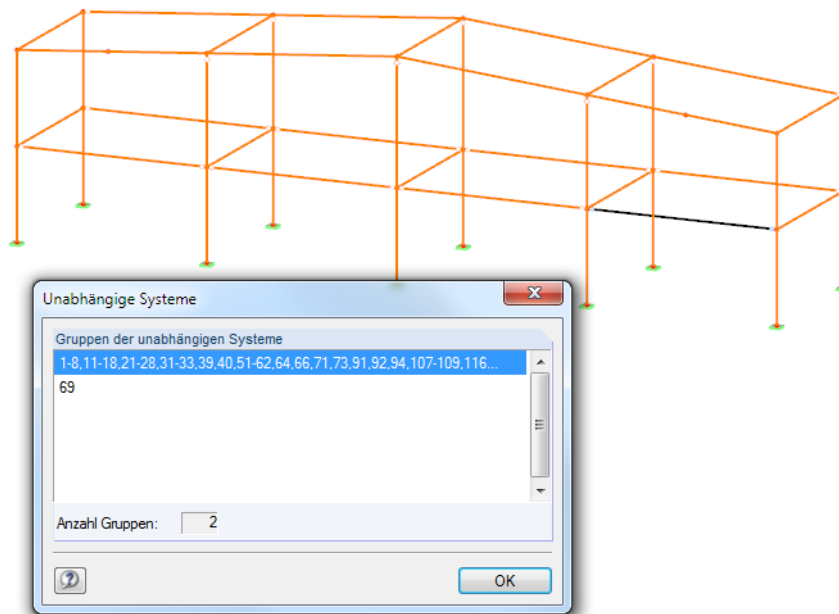 Unabhängige Systeme
Gruppen der unabhängigen Systeme
1-8,11-18,21-28,31-33,39,40,51-62,64,66,71,73,91,92,94,107-109,116...
69
Anzahl Gruppen: 2
OK